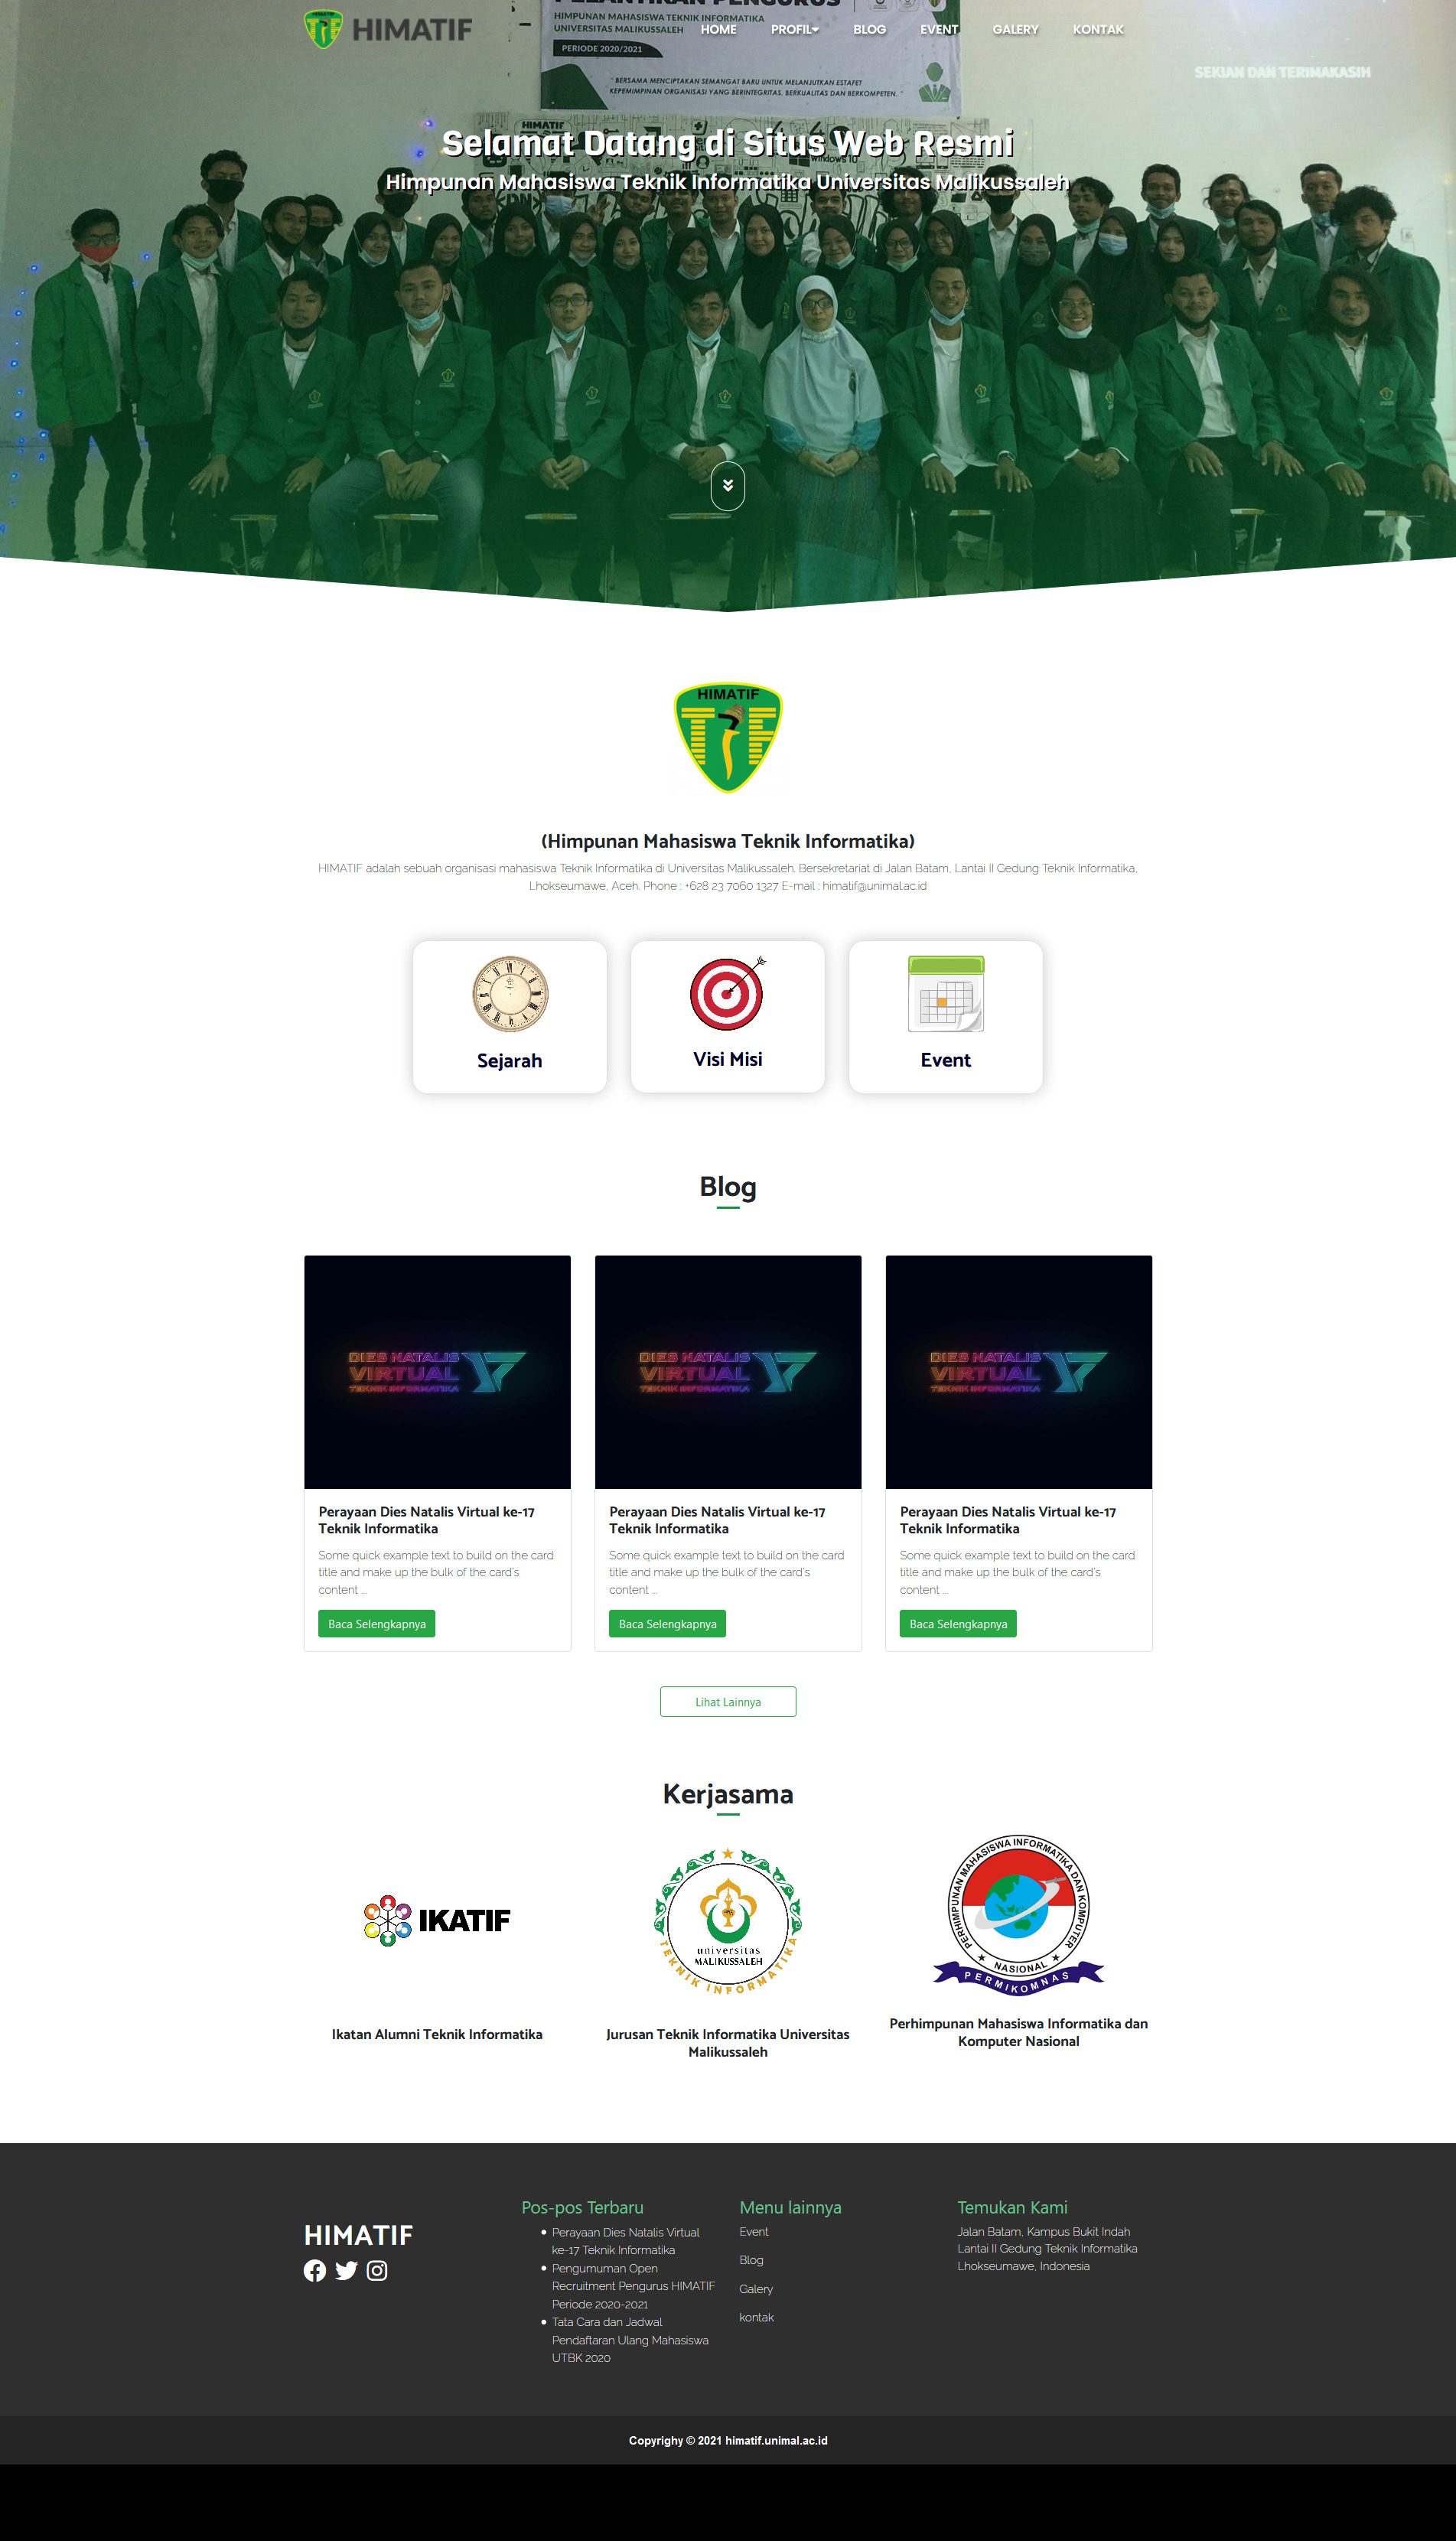 HIMATIF
HIMPUNAN MAHASISWA TEKNIK INFORMATIKA
UNIVERSITAS MALIKUSSALEH
PERIODE 2020/2021
" BERSAMA MENCIPTAKAN SEMANGAT BARU UNTUK MELANJUTKAN ESTAFET
KEPEMIMPINAN ORGANISASI YANG BERINTEGRITAS, BERKUALITAS DAN BERKOMPETEN. "
HOME PROFIL BLOG EVENT GALERY KONTAK
SEKIAN DAN TERIMAKASIH
HIMATIF
windows 10
Selamat Datang di Situs Web Resmi
Himpunan Mahasiswa Teknik Informatika Universitas Malikussaleh
HIMATIF
(Himpunan Mahasiswa Teknik Informatika)
HIMATIF adalah sebuah organisasi mahasiswa Teknik Informatika di Universitas Malikussaleh. Bersekretariat di Jalan Batam, Lantai II Gedung Teknik Informatika,
Lhokseumawe, Aceh. Phone : +628 23 7060 1327 E-mail : himatif@unimal.ac.id
Sejarah
Visi Misi
Event
Blog
DIES NATALIS
VIRTUAL
TEKNIK INFORMATIKA
Perayaan Dies Natalis Virtual ke-17
Teknik Informatika
Some quick example text to build on the card
title and make up the bulk of the card's
content ...
Baca Selengkapnya
DIES NATALIS
VIRTUAL
TEKNIK INFORMATIKA
Perayaan Dies Natalis Virtual ke-17
Teknik Informatika
Some quick example text to build on the card
title and make up the bulk of the card's
content ...
Baca Selengkapnya
DIES NATALIS
VIRTUAL
TEKNIK INFORMATIKA
Perayaan Dies Natalis Virtual ke-17
Teknik Informatika
Some quick example text to build on the card
title and make up the bulk of the card's
content ...
Baca Selengkapnya
Lihat Lainnya
Kerjasama
IKATIF
Ikatan Alumni Teknik Informatika
universitas
MALIKUSSALEH
TEKNIK INFORMATIKA
Jurusan Teknik Informatika Universitas
Malikussaleh
PERHIMPUNAN MAHASISWA INFORMATIKA DAN KOMPUTER
NASIONAL
PERMIKOMNAS
Perhimpunan Mahasiswa Informatika dan
Komputer Nasional
HIMATIF
Pos-pos Terbaru
Perayaan Dies Natalis Virtual
ke-17 Teknik Informatika
Pengumuman Open
Recruitment Pengurus HIMATIF
Periode 2020-2021
Tata Cara dan Jadwal
Pendaftaran Ulang Mahasiswa
UTBK 2020
Menu lainnya
Event
Blog
Galery
kontak
Temukan Kami
Jalan Batam, Kampus Bukit Indah
Lantai II Gedung Teknik Informatika
Lhokseumawe, Indonesia
Copyrighy © 2021 himatif.unimal.ac.id